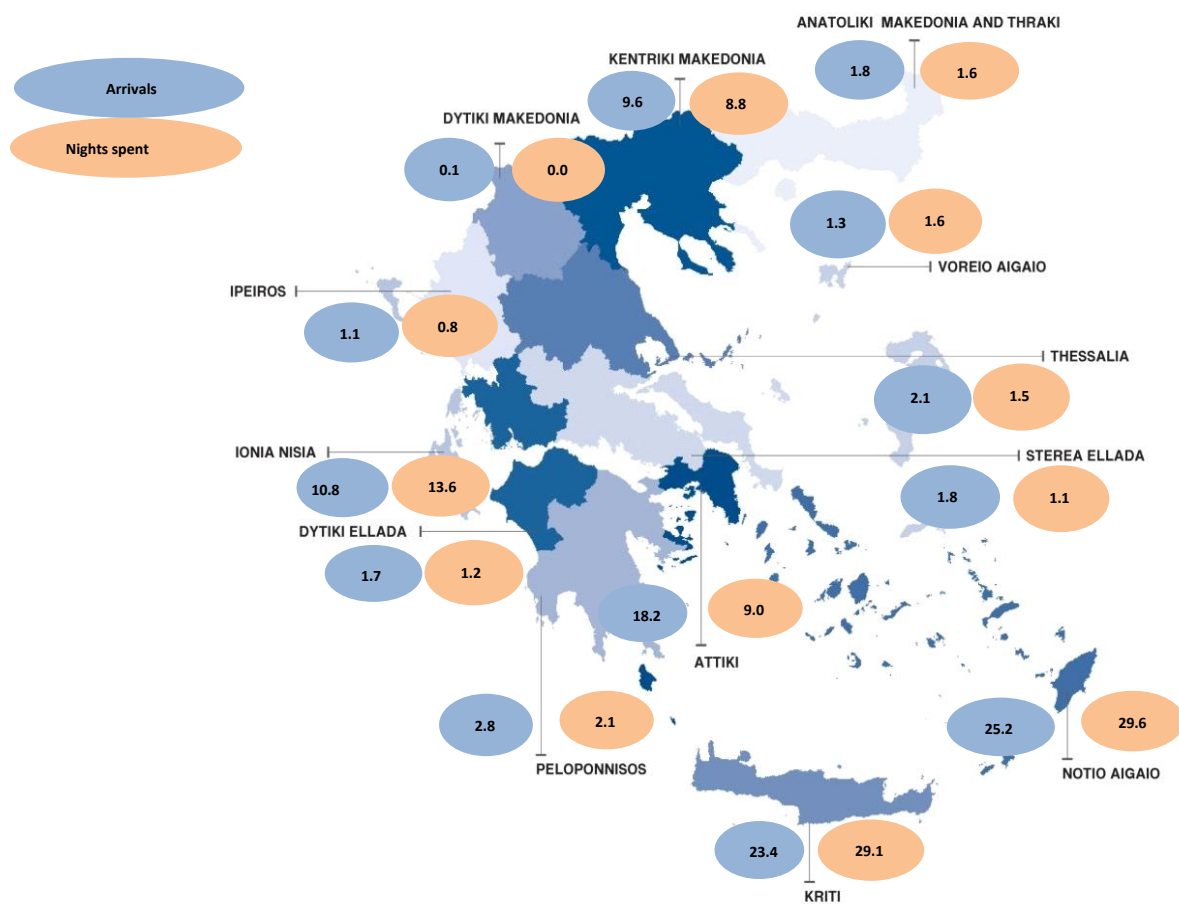 ANATOLIKI MAKEDONIA AND THRAKI
1.8
1.6
KENTRIKI MAKEDONIA
9.6
8.8
Arrivals
Nights spent
DYTIKI MAKEDONIA
0.1
0.0
1.3
1.6
VOREIO AIGAIO
IPEIROS
1.1
0.8
THESSALIA
2.1
1.5
IONIA NISIA
10.8
13.6
STEREA ELLADA
1.8
1.1
DYTIKI ELLADA
1.7
1.2
18.2
9.0
ATTIKI
2.8
2.1
PELOPONNISOS
25.2
29.6
NOTIO AIGAIO
23.4
29.1
KRITI